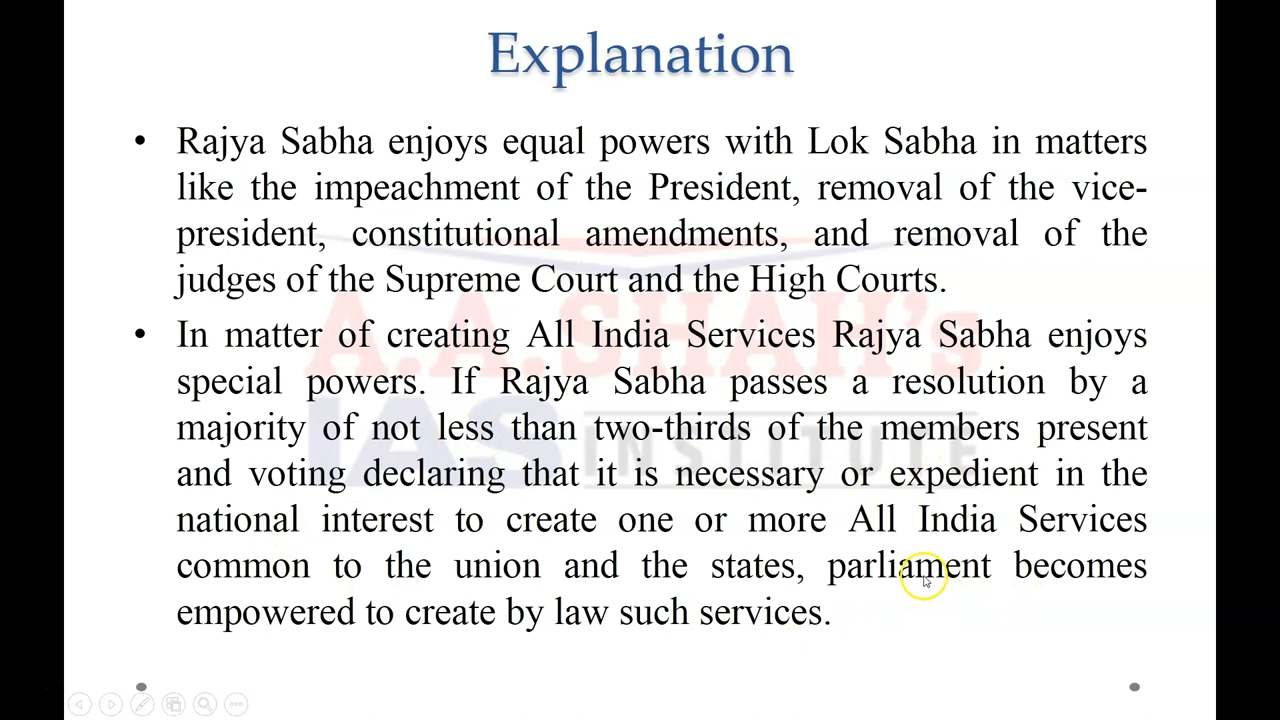 Explanation
• Rajya Sabha enjoys equal powers with Lok Sabha in matters
like the impeachment of the President, removal of the vice-
president, constitutional amendments, and removal of the
judges of the Supreme Court and the High Courts.
• In matter of creating All India Services Rajya Sabha enjoys
special powers. If Rajya Sabha passes a resolution by a
majority of not less than two-thirds of the members present
and voting declaring that it is necessary or expedient in the
national interest to create one or more All India Services
common to the union and the states, parliament becomes
empowered to create by law such services.
A.A.SHAH's
IAS INSTITUTE